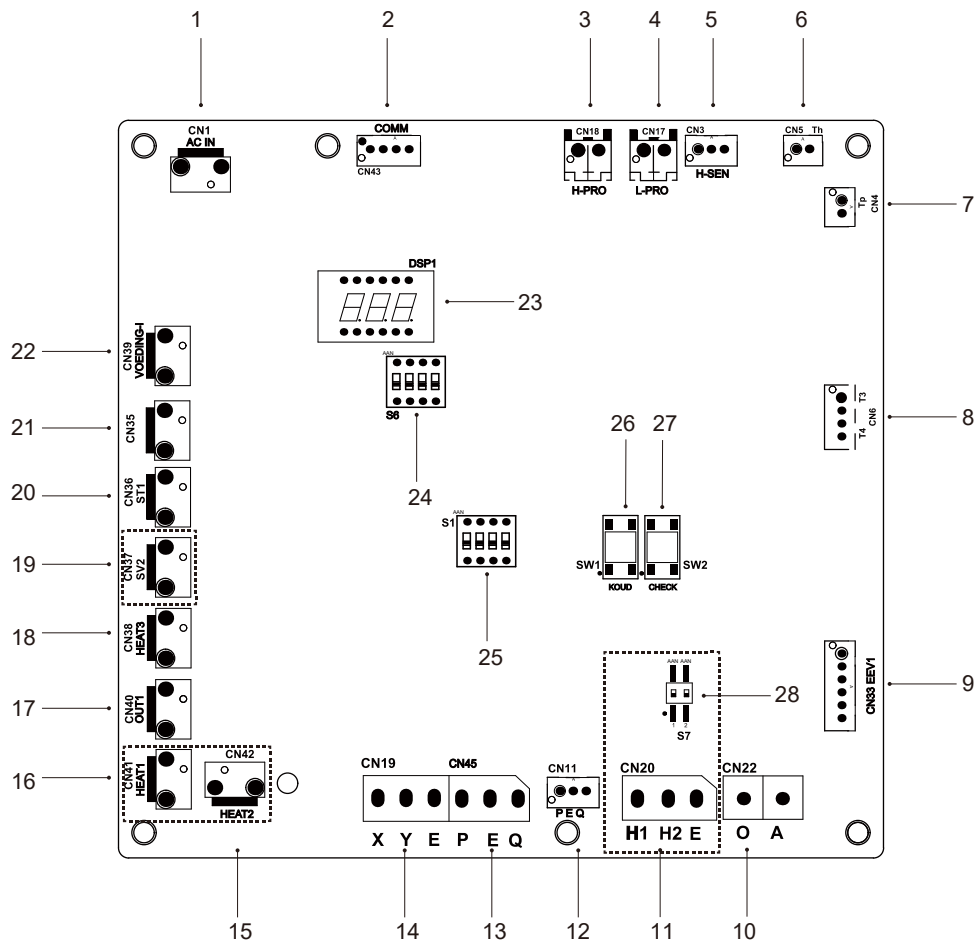 1
2
3
4
5
6
CN1
AC IN
COMM
CN43
CN18
H-PRO
CN17
L-PRO
CN3
H-SEN
CN5 Th
Tp
CN4
7
DSP1
23
22
CN39
VOEDING-I
AAN
S6
24
21
CN35
T3
CN6
T4
8
26
27
20
CN36
ST1
AAN
S1
25
19
CN37
SV2
SW1
KOUD
SW2
CHECK
18
CN38
HEAT3
AAN AAN
1 2
S7
28
CN33 EEV1
9
17
CN40
OUT1
16
CN41
HEAT1
CN42
HEAT2
CN19
CN45
X Y E P E Q
CN11
P E Q
CN20
H1 H2 E
CN22
O A
15
14
13
12
11
10